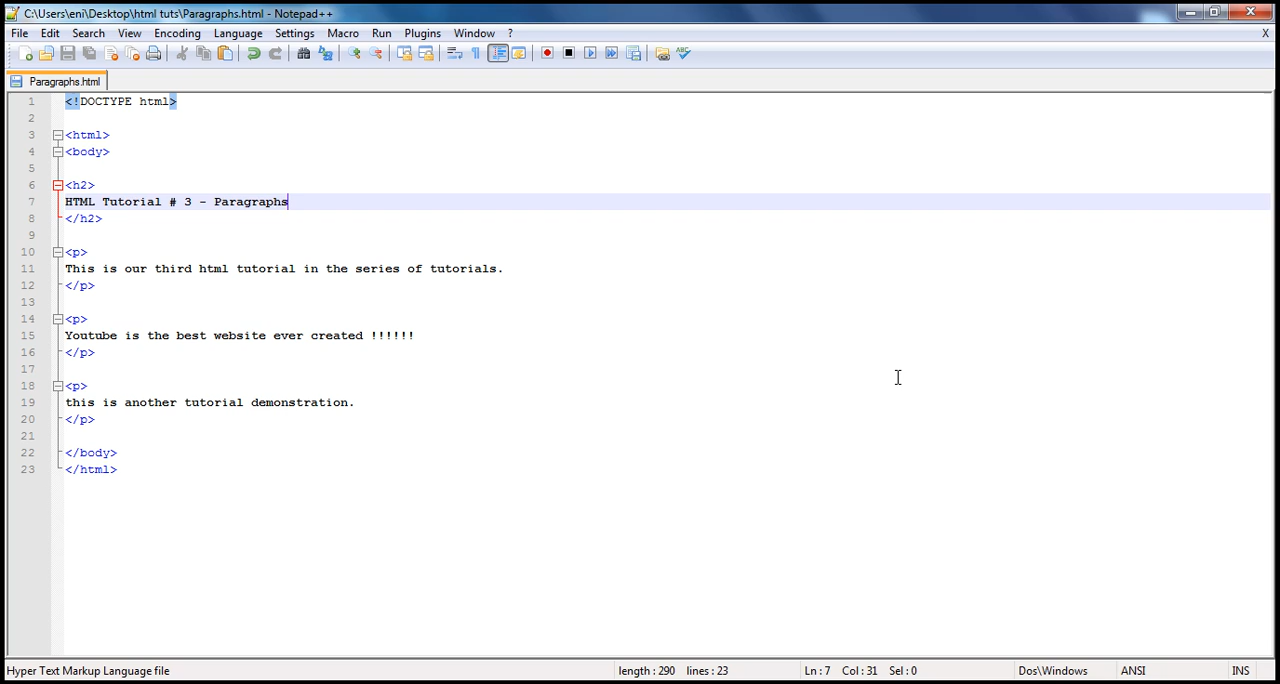 C:\Users\eni\Desktop\html tuts\Paragraphs.html - Notepad++
File Edit Search View Encoding Language Settings Macro Run Plugins Window ? X
Paragraphs.html
1 <!DOCTYPE html>
2
3 <html>
4 <body>
5
6 <h2>
7 HTML Tutorial # 3 - Paragraphs
8 </h2>
9
10 <p>
11 This is our third html tutorial in the series of tutorials.
12 </p>
13
14 <p>
15 Youtube is the best website ever created !!!!!!
16 </p>
17
18 <p>
19 this is another tutorial demonstration.
20 </p>
21
22 </body>
23 </html>
Hyper Text Markup Language file length : 290 lines : 23 Ln : 7 Col : 31 Sel : 0 Dos\Windows ANSI INS